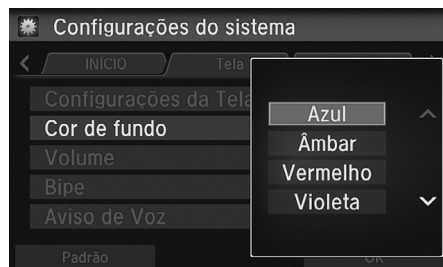 Configurações do sistema
INÍCIO
Tela
Configurações da Tela
Cor de fundo
Volume
Bipe
Aviso de Voz
Padrão
OK
Azul
Âmbar
Vermelho
Violeta